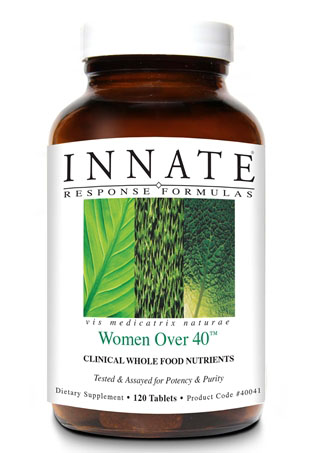 INNATE®
RESPONSE FORMULAS
vis medicatrix naturae
Women Over 40™
CLINICAL WHOLE FOOD NUTRIENTS
Tested & Assayed for Potency & Purity
Dietary Supplement • 120 Tablets • Product Code #40041